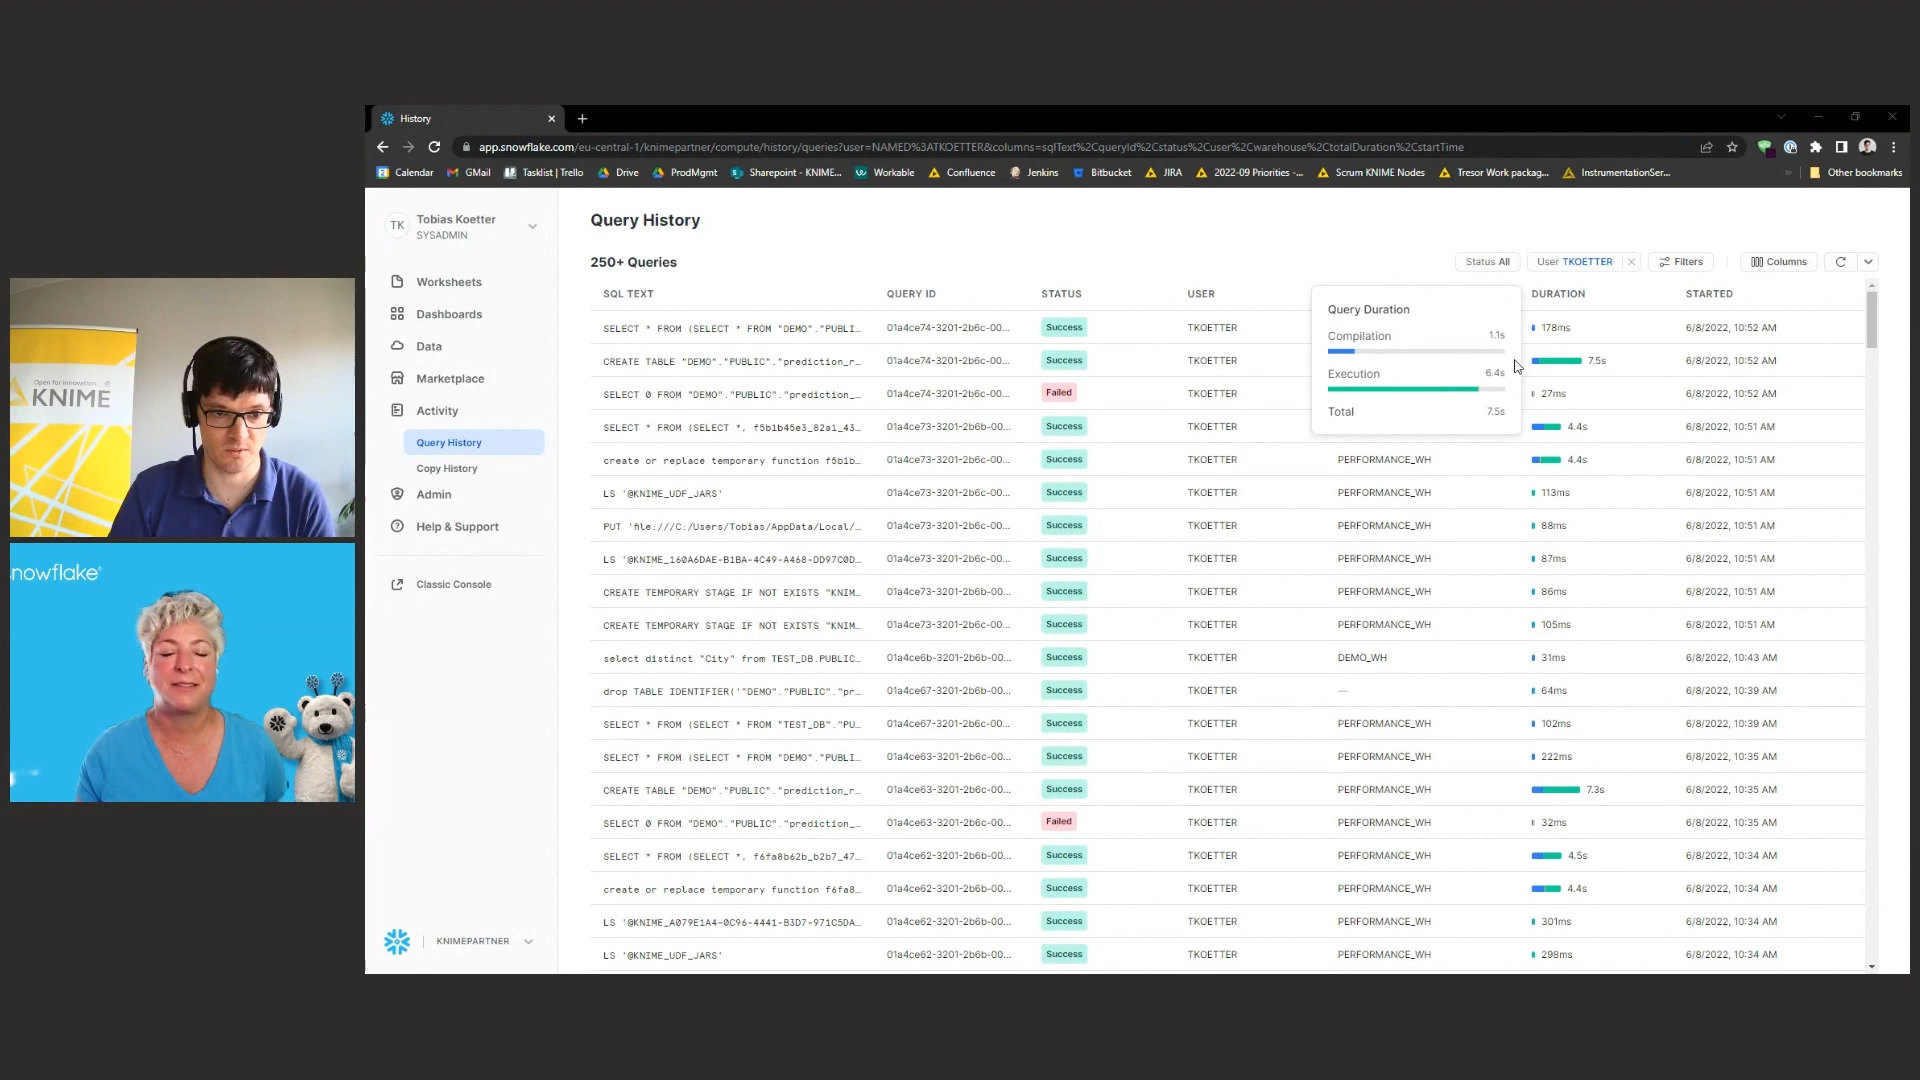 History
app.snowflake.com/eu-central-1/knimepartner/compute/history/queries?user=NAMED%3ATKOETTER&columns=sqlText%2CqueryId%2Cstatus%2Cuser%2Cwarehouse%2CtotalDuration%2CstartTime
Calendar GMail Tasklist | Trello Drive ProdMgmt Sharepoint - KNIME... Workable Confluence Jenkins Bitbucket JIRA 2022-09 Priorities -... Scrum KNIME Nodes Tresor Work packag... InstrumentationSer... Other bookmarks
TK Tobias Koetter
SYSADMIN
Worksheets
Dashboards
Data
Marketplace
Activity
Query History
Copy History
Admin
Help & Support
Classic Console
KNIMEPARTNER
Query History
250+ Queries Status All User TKOETTER Filters Columns
SQL TEXT QUERY ID STATUS USER DURATION STARTED
SELECT * FROM (SELECT * FROM "DEMO"."PUBLI... 01a4ce74-3201-2b6c-00... Success TKOETTER 178ms 6/8/2022, 10:52 AM
CREATE TABLE "DEMO"."PUBLIC"."prediction_r... 01a4ce74-3201-2b6c-00... Success TKOETTER 7.5s 6/8/2022, 10:52 AM
SELECT 0 FROM "DEMO"."PUBLIC"."prediction_... 01a4ce74-3201-2b6c-00... Failed TKOETTER 27ms 6/8/2022, 10:52 AM
SELECT * FROM (SELECT *, f5b1b45e3_82a1_43... 01a4ce73-3201-2b6b-00... Success TKOETTER 4.4s 6/8/2022, 10:51 AM
create or replace temporary function f5b1b... 01a4ce73-3201-2b6c-00... Success TKOETTER PERFORMANCE_WH 4.4s 6/8/2022, 10:51 AM
LS '@KNIME_UDF_JARS' 01a4ce73-3201-2b6c-00... Success TKOETTER PERFORMANCE_WH 113ms 6/8/2022, 10:51 AM
PUT 'file:///C:/Users/Tobias/AppData/Local/... 01a4ce73-3201-2b6c-00... Success TKOETTER PERFORMANCE_WH 88ms 6/8/2022, 10:51 AM
LS '@KNIME_160A6DAE-B1BA-4C49-A468-DD97C0D... 01a4ce73-3201-2b6c-00... Success TKOETTER PERFORMANCE_WH 87ms 6/8/2022, 10:51 AM
CREATE TEMPORARY STAGE IF NOT EXISTS "KNIM... 01a4ce73-3201-2b6b-00... Success TKOETTER PERFORMANCE_WH 86ms 6/8/2022, 10:51 AM
CREATE TEMPORARY STAGE IF NOT EXISTS "KNIM... 01a4ce73-3201-2b6c-00... Success TKOETTER PERFORMANCE_WH 105ms 6/8/2022, 10:51 AM
select distinct "City" from TEST_DB.PUBLIC... 01a4ce6b-3201-2b6b-00... Success TKOETTER DEMO_WH 31ms 6/8/2022, 10:43 AM
drop TABLE IDENTIFIER('"DEMO"."PUBLIC"."pr... 01a4ce67-3201-2b6c-00... Success TKOETTER — 64ms 6/8/2022, 10:39 AM
SELECT * FROM (SELECT * FROM "TEST_DB"."PU... 01a4ce67-3201-2b6c-00... Success TKOETTER PERFORMANCE_WH 102ms 6/8/2022, 10:39 AM
SELECT * FROM (SELECT * FROM "DEMO"."PUBLI... 01a4ce63-3201-2b6c-00... Success TKOETTER PERFORMANCE_WH 222ms 6/8/2022, 10:35 AM
CREATE TABLE "DEMO"."PUBLIC"."prediction_r... 01a4ce63-3201-2b6b-00... Success TKOETTER PERFORMANCE_WH 7.3s 6/8/2022, 10:35 AM
SELECT 0 FROM "DEMO"."PUBLIC"."prediction_... 01a4ce63-3201-2b6c-00... Failed TKOETTER PERFORMANCE_WH 32ms 6/8/2022, 10:35 AM
SELECT * FROM (SELECT *, f6fa8b62b_b2b7_47... 01a4ce62-3201-2b6c-00... Success TKOETTER PERFORMANCE_WH 4.5s 6/8/2022, 10:34 AM
create or replace temporary function f6fa8... 01a4ce62-3201-2b6c-00... Success TKOETTER PERFORMANCE_WH 4.4s 6/8/2022, 10:34 AM
LS '@KNIME_A079E1A4-0C96-4441-B3D7-971C5DA... 01a4ce62-3201-2b6c-00... Success TKOETTER PERFORMANCE_WH 301ms 6/8/2022, 10:34 AM
LS '@KNIME_UDF_JARS' 01a4ce62-3201-2b6c-00... Success TKOETTER PERFORMANCE_WH 298ms 6/8/2022, 10:34 AM
Query Duration
Compilation 1.1s
Execution 6.4s
Total 7.5s
Open for Innovation
KNIME
nowflake